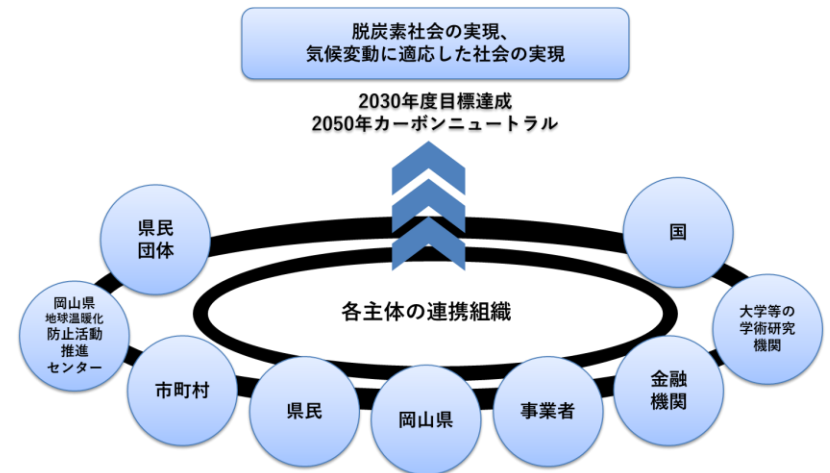 脱炭素社会の実現、
気候変動に適応した社会の実現
2030年度目標達成
2050年カーボンニュートラル
県民
団体
国
岡山県
地球温暖化
防止活動
推進
センター
各主体の連携組織
大学等の
学術研究
機関
市町村
県民
岡山県
事業者
金融
機関